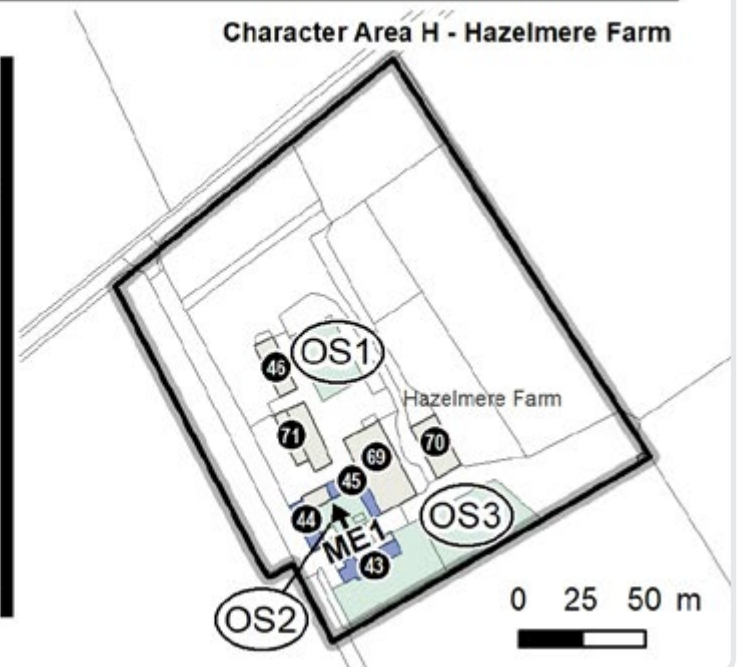 Character Area H - Hazelmere Farm
OS1
46
Hazelmere Farm
71
70
69
45
44
OS3
ME1
43
OS2
0 25 50 m